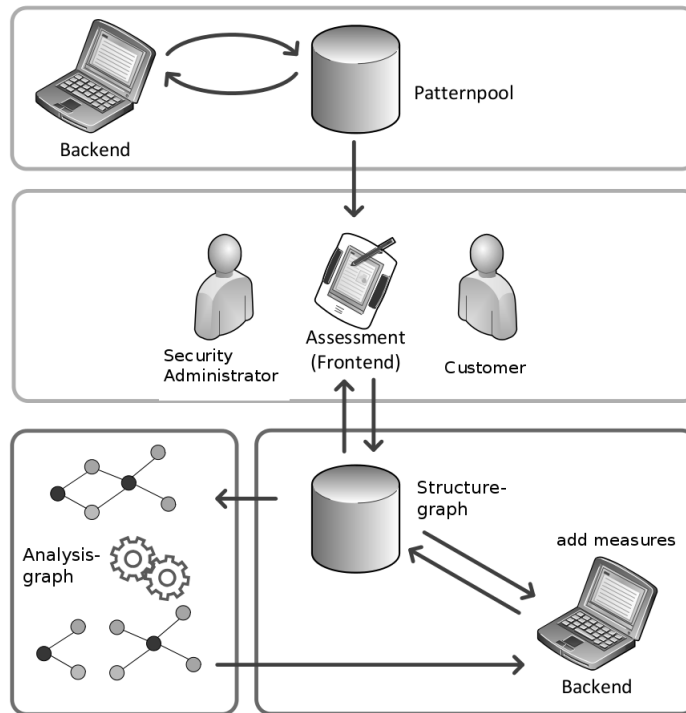 Patternpool
Backend
Assessment
(Frontend)
Security
Administrator
Customer
Structure-
graph
Analysis-
graph
add measures
Backend